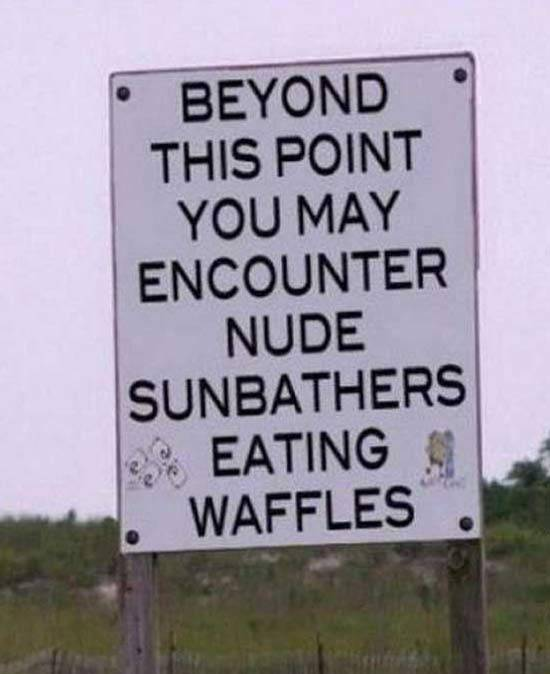 BEYOND
THIS POINT
YOU MAY
ENCOUNTER
NUDE
SUNBATHERS
EATING
WAFFLES